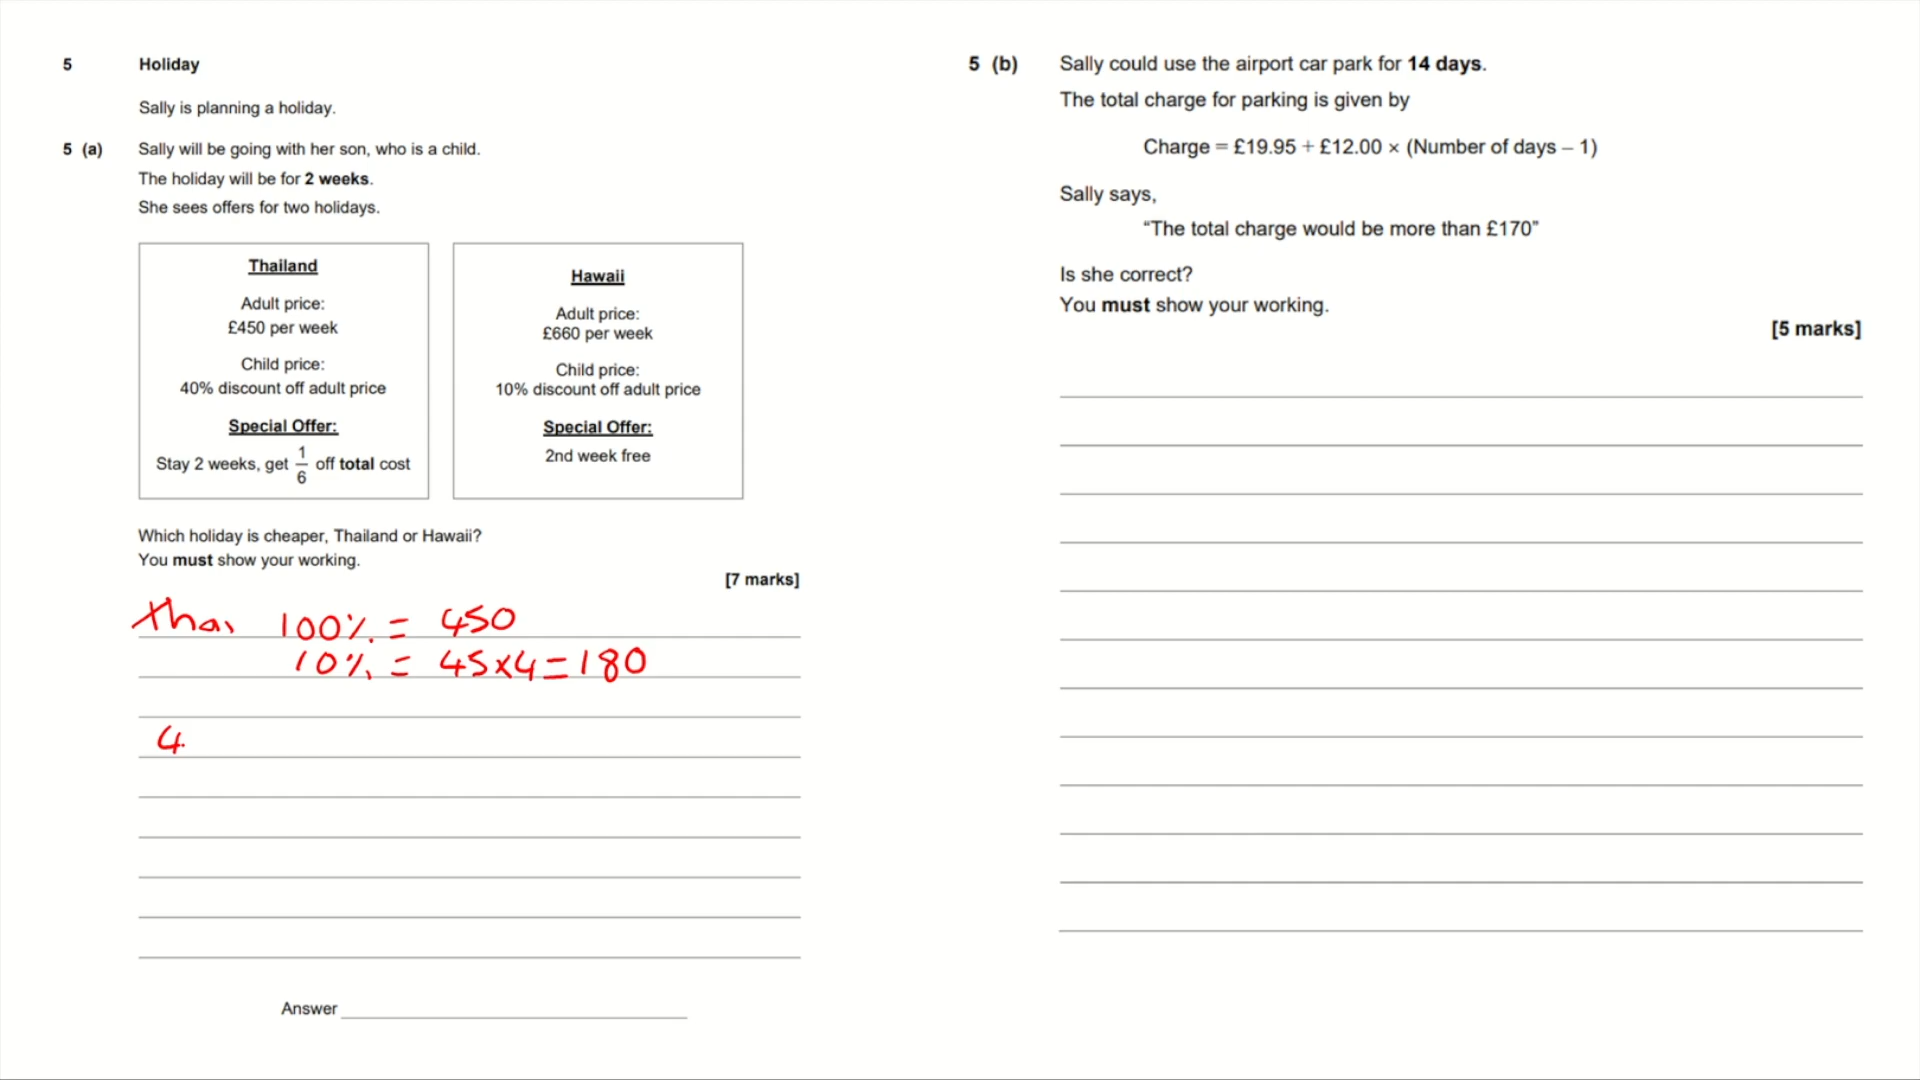 5 Holiday
Sally is planning a holiday.
5 (a) Sally will be going with her son, who is a child.
The holiday will be for 2 weeks.
She sees offers for two holidays.
Thailand
Adult price:
£450 per week
Child price:
40% discount off adult price
Special Offer:
Stay 2 weeks, get 1/6 off total cost
Hawaii
Adult price:
£660 per week
Child price:
10% discount off adult price
Special Offer:
2nd week free
Which holiday is cheaper, Thailand or Hawaii?
You must show your working.
[7 marks]
Thai 100% = 450
10% = 45x4=180
4
Answer
5 (b) Sally could use the airport car park for 14 days.
The total charge for parking is given by
Charge = £19.95 + £12.00 × (Number of days – 1)
Sally says,
“The total charge would be more than £170”
Is she correct?
You must show your working.
[5 marks]